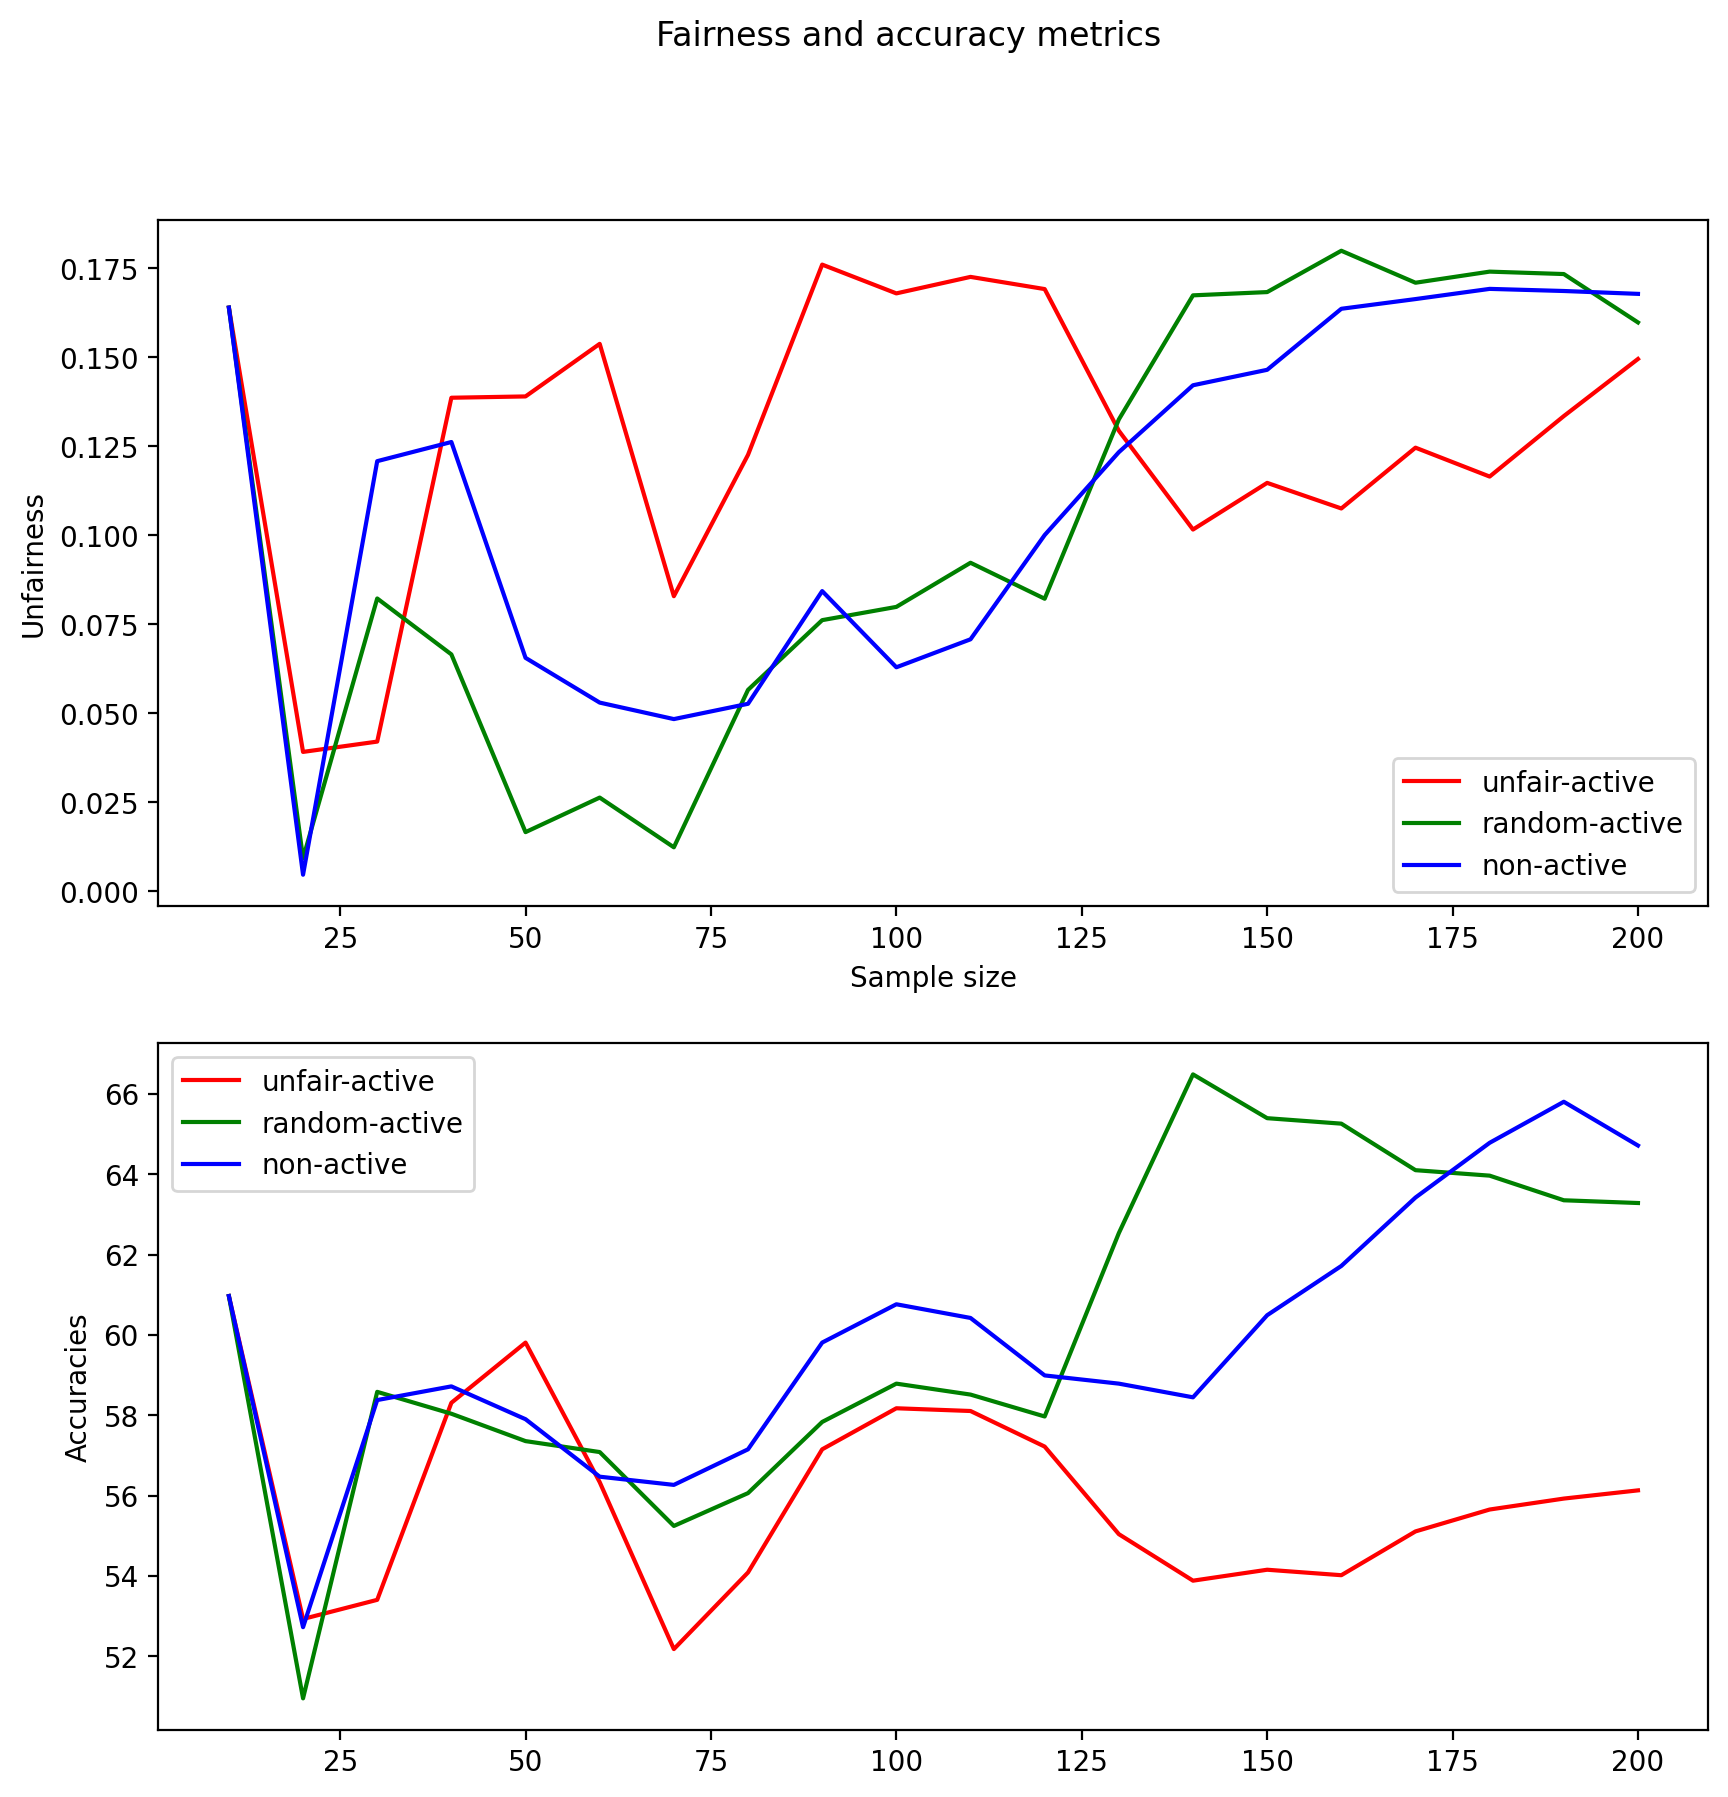 Fairness and accuracy metrics
Unfairness
0.175
0.150
0.125
0.100
0.075
0.050
0.025
0.000
unfair-active
random-active
non-active
25 50 75 100 125 150 175 200
Sample size
Accuracies
66
64
62
60
58
56
54
52
unfair-active
random-active
non-active
25 50 75 100 125 150 175 200